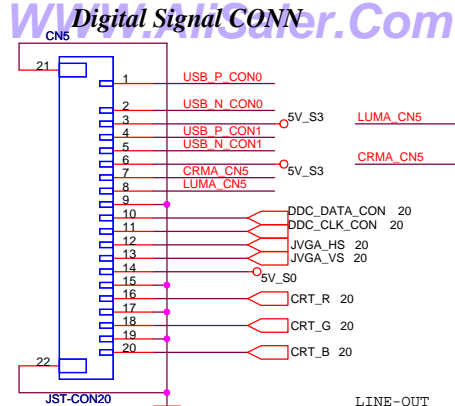 WWW.AliSaler.Com
Digital Signal CONN
CN5
21
1 USB_P_CON0
2 USB_N_CON0
3 5V_S3 LUMA_CN5
4 USB_P_CON1
5 USB_N_CON1
6 5V_S3 CRMA_CN5
7 CRMA_CN5
8 LUMA_CN5
9
10 DDC_DATA_CON 20
11 DDC_CLK_CON 20
12 JVGA_HS 20
13 JVGA_VS 20
14 5V_S0
15
16 CRT_R 20
17
18 CRT_G 20
19
20 CRT_B 20
22
JST-CON20
LINE-OUT